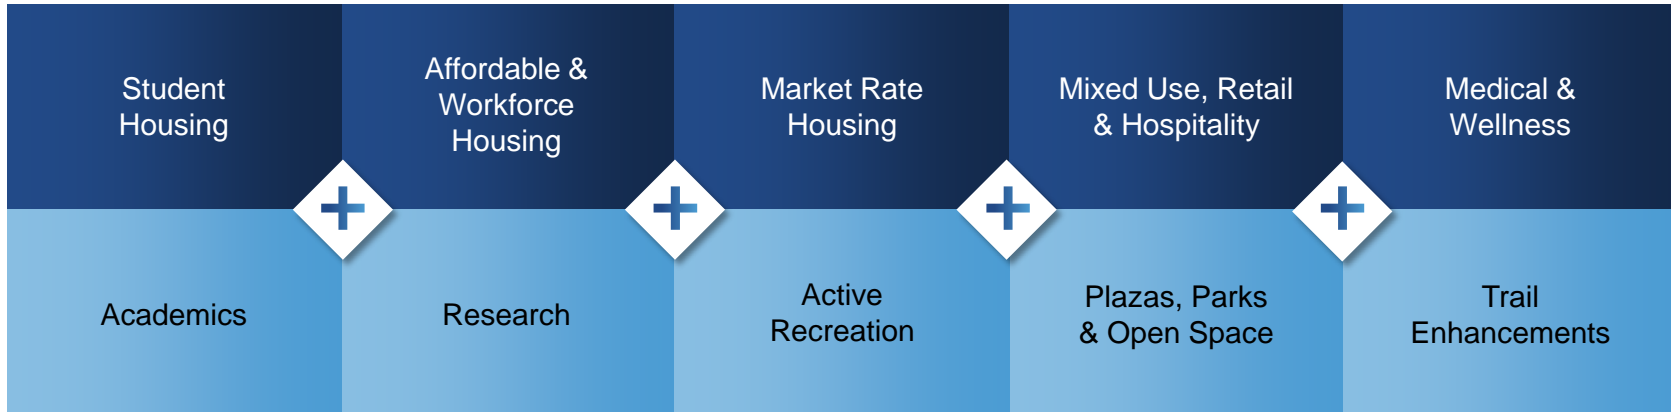 Student
Housing
Affordable &
Workforce
Housing
Market Rate
Housing
Mixed Use, Retail
& Hospitality
Medical &
Wellness
Academics
Research
Active
Recreation
Plazas, Parks
& Open Space
Trail
Enhancements